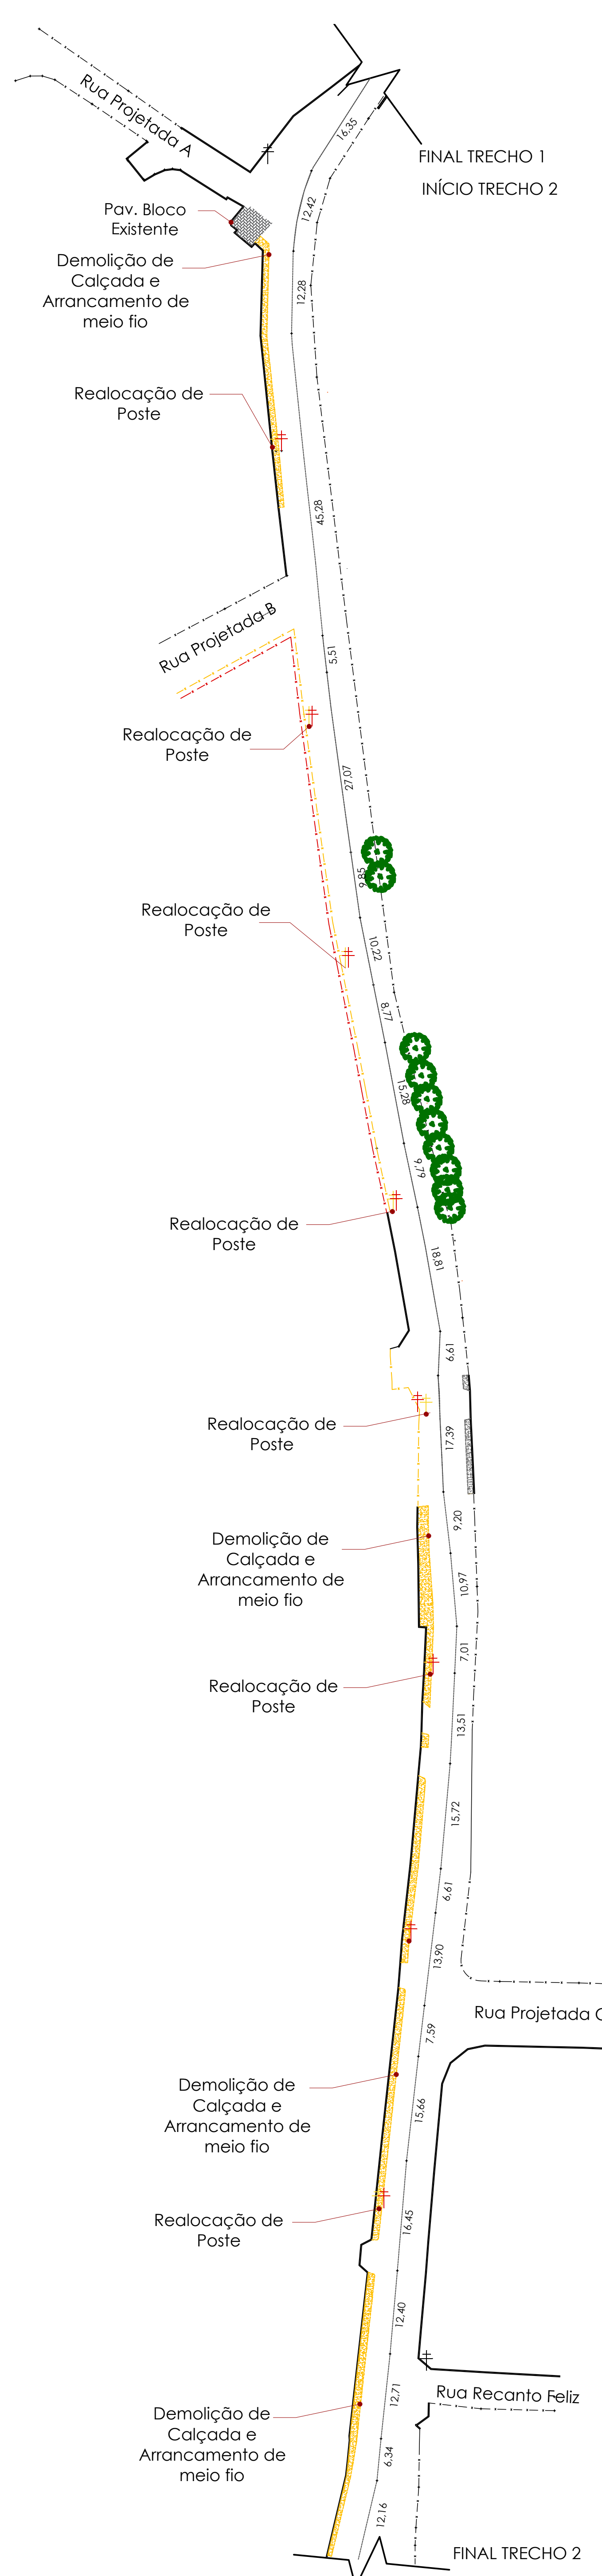 Rua Projetada A
16,35
FINAL TRECHO 1
INÍCIO TRECHO 2
12,42
Pav. Bloco
Existente
Demolição de
Calçada e
Arrancamento de
meio fio
12,28
Realocação de
Poste
45,28
Rua Projetada B
5,51
Realocação de
Poste
27,07
9,85
Realocação de
Poste
10,22
8,77
15,28
9,79
Realocação de
Poste
18,81
6,61
Realocação de
Poste
17,39
9,20
Demolição de
Calçada e
Arrancamento de
meio fio
10,97
7,01
Realocação de
Poste
13,51
15,72
6,61
13,90
Rua Projetada C
7,59
Demolição de
Calçada e
Arrancamento de
meio fio
15,66
Realocação de
Poste
16,45
12,40
Rua Recanto Feliz
12,71
Demolição de
Calçada e
Arrancamento de
meio fio
6,34
12,16
FINAL TRECHO 2